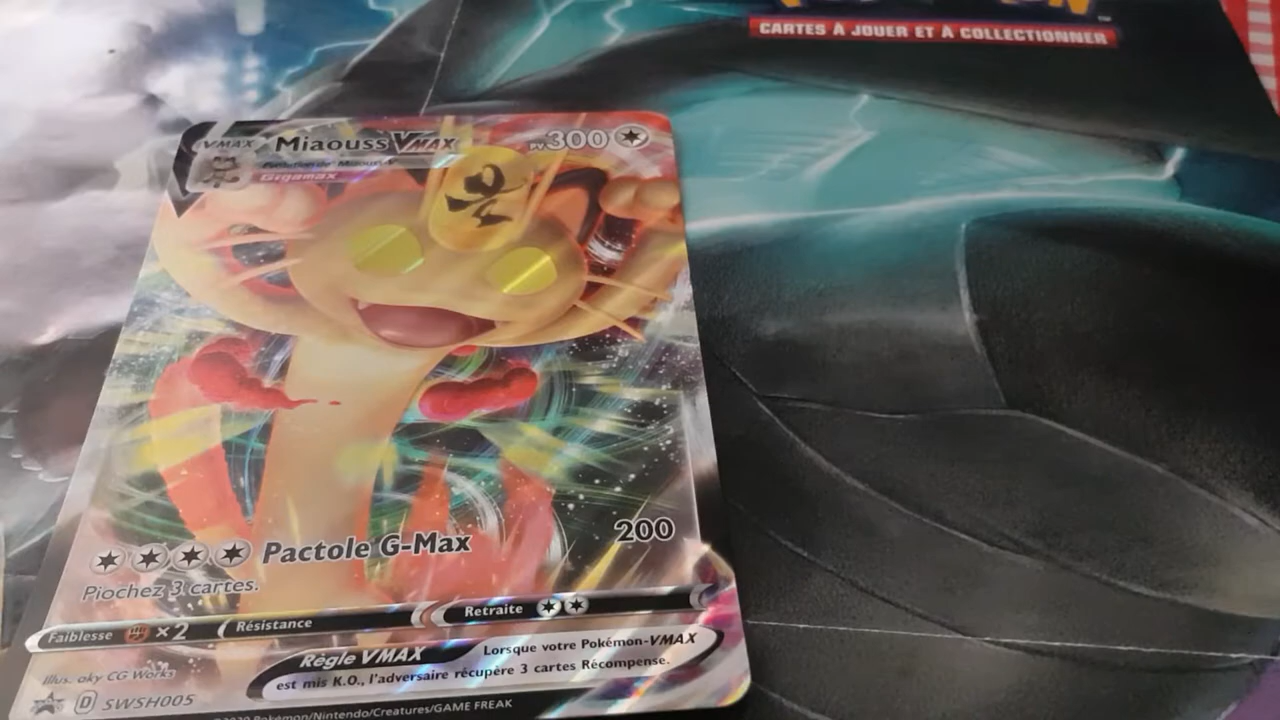 CARTES À JOUER ET À COLLECTIONNER
VMAX Miaouss VMAX PV 300
Évolution de Miaouss-V
Gigamax
Pactole G-Max 200
Piochez 3 cartes.
Faiblesse ×2 Résistance Retraite
Règle VMAX Lorsque votre Pokémon-VMAX
est mis K.O., l'adversaire récupère 3 cartes Récompense.
Illus. aky CG Works
D SWSH005
©2020 Pokémon/Nintendo/Creatures/GAME FREAK